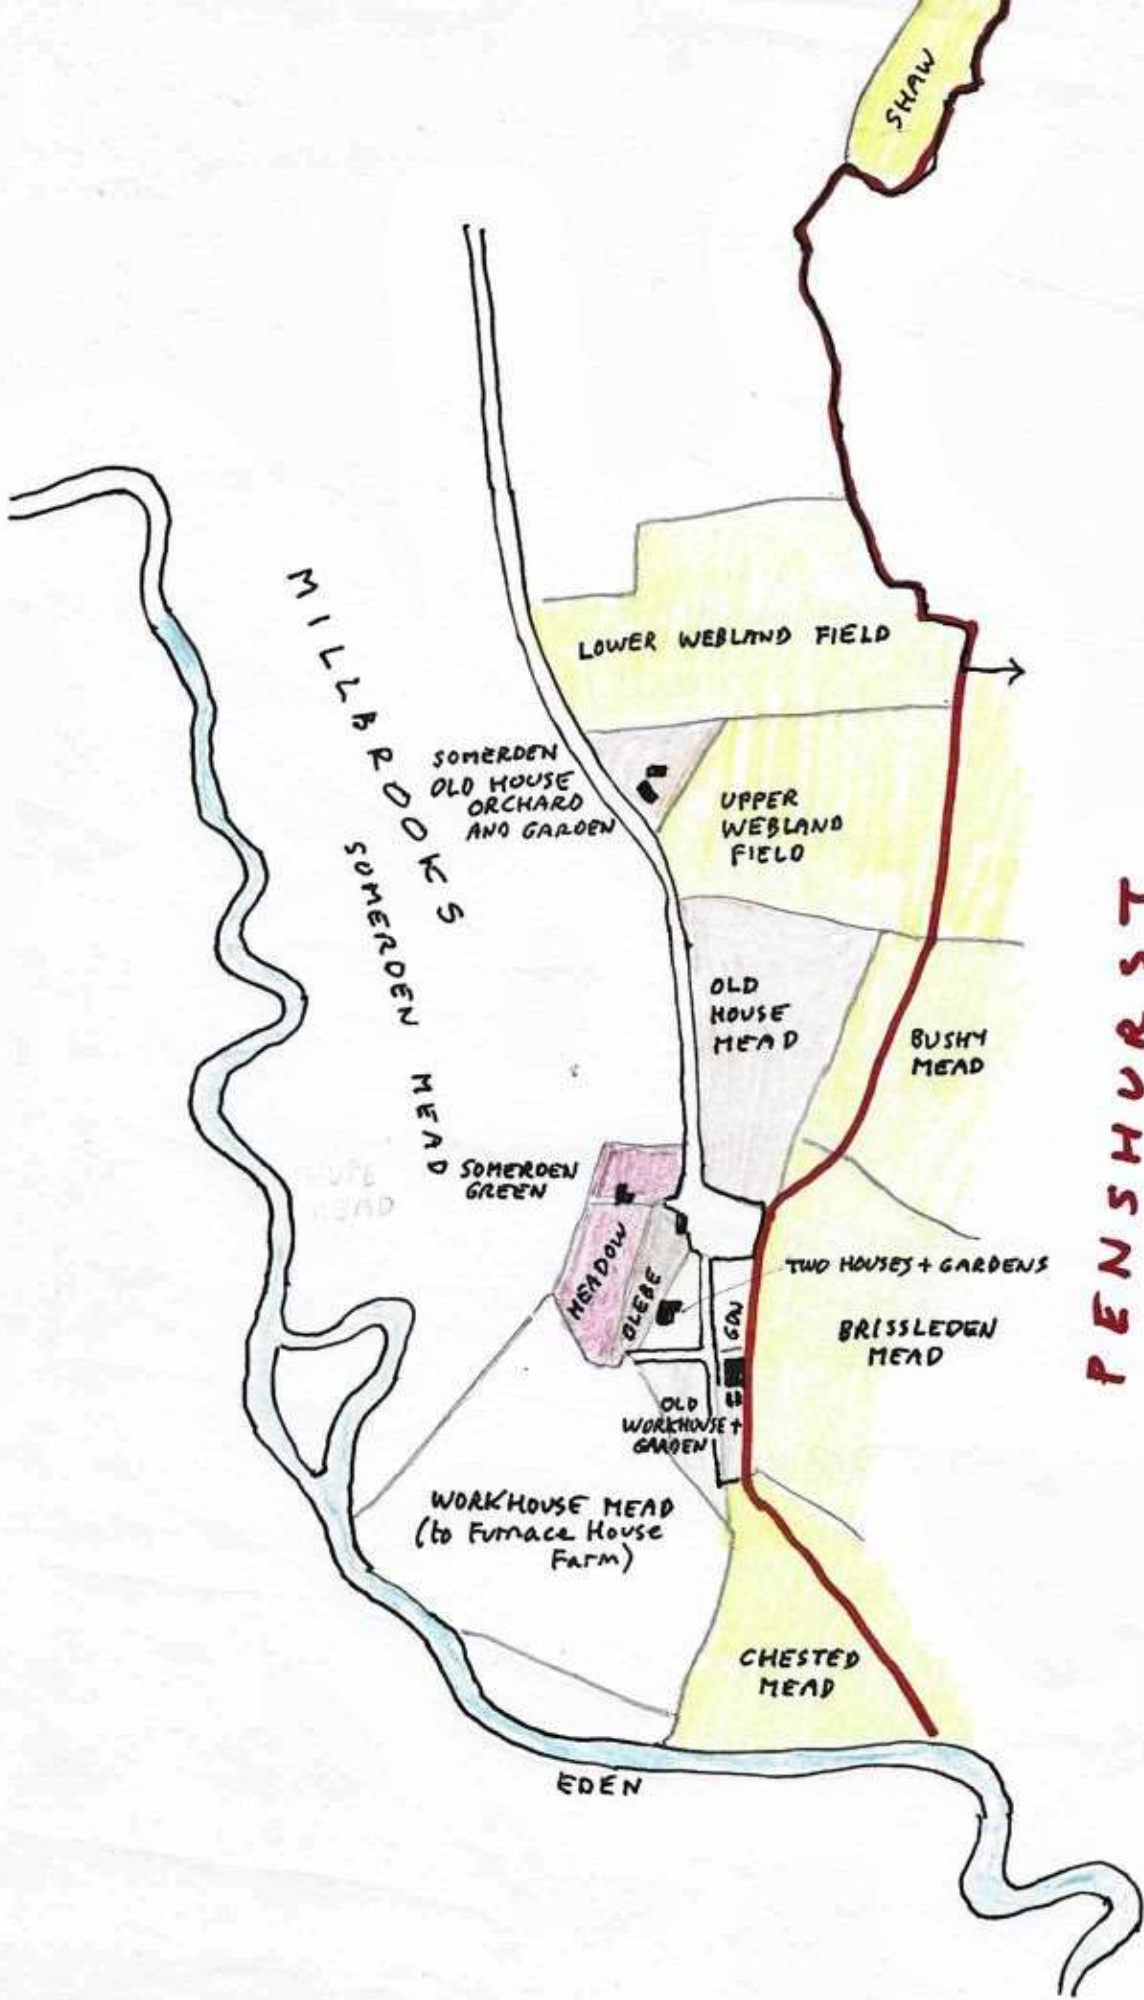 SHAW
MILLBROOKS
LOWER WEBLAND FIELD
SOMERDEN
OLD HOUSE
ORCHARD
AND GARDEN
UPPER
WEBLAND
FIELD
SOMERDEN MEAD
OLD
HOUSE
MEAD
BUSHY
MEAD
PENSHURST
SOMERDEN
GREEN
MEADOW
GLEBE
TWO HOUSES + GARDENS
GDN
BRISSLEDEN
MEAD
OLD
WORKHOUSE +
GARDEN
WORKHOUSE MEAD
(to Furnace House
Farm)
CHESTED
MEAD
EDEN